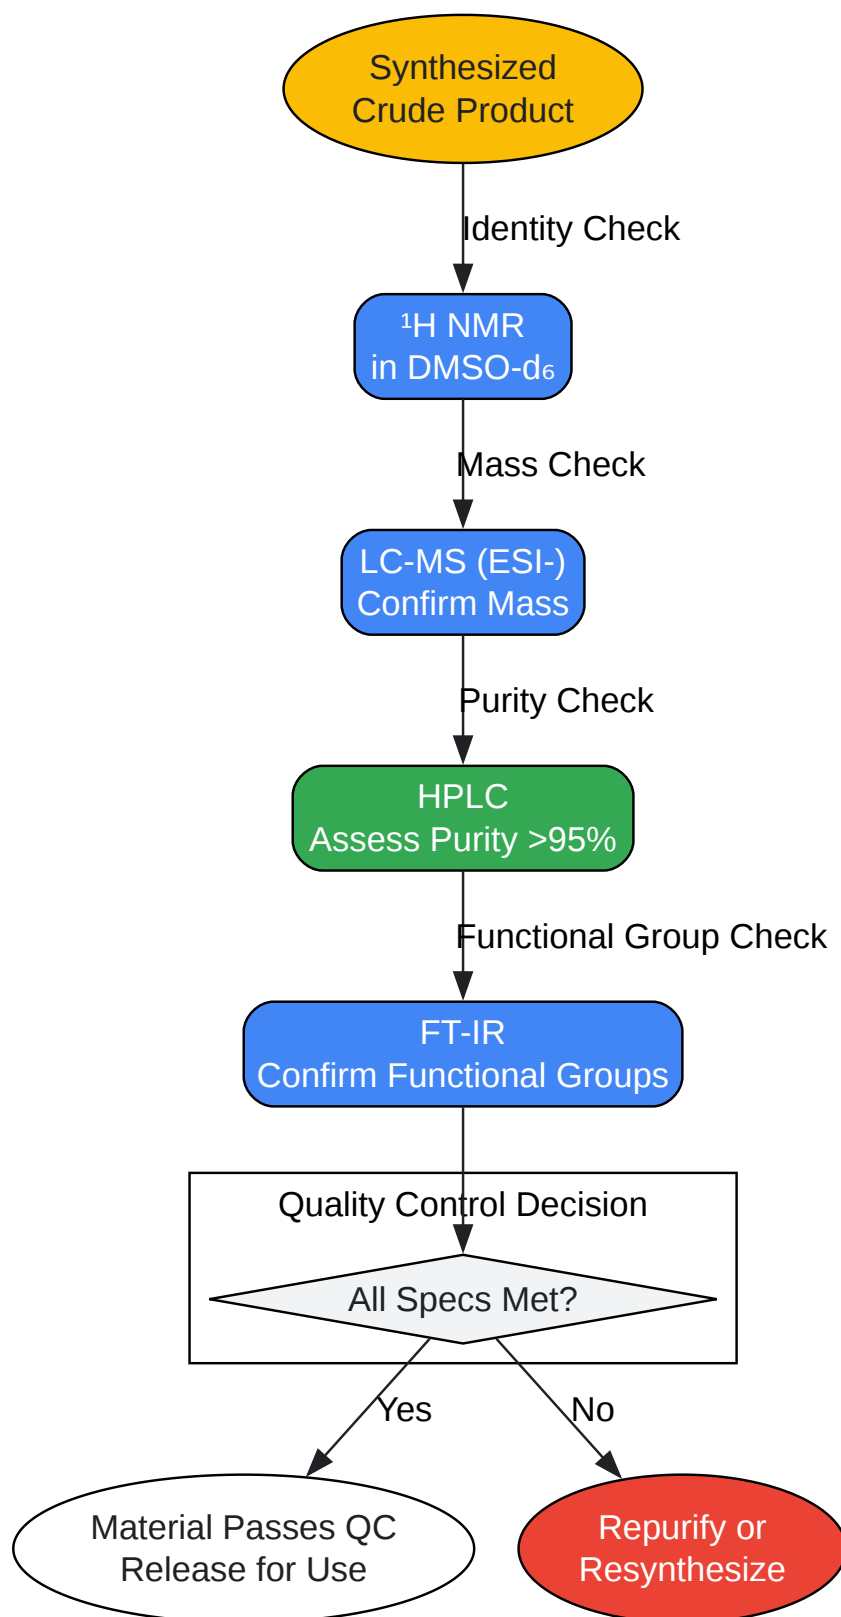 Synthesized
Crude Product
Identity Check
¹H NMR
in DMSO-d₆
Mass Check
LC-MS (ESI-)
Confirm Mass
Purity Check
HPLC
Assess Purity >95%
Functional Group Check
FT-IR
Confirm Functional Groups
Quality Control Decision
All Specs Met?
Yes
No
Material Passes QC
Release for Use
Repurify or
Resynthesize